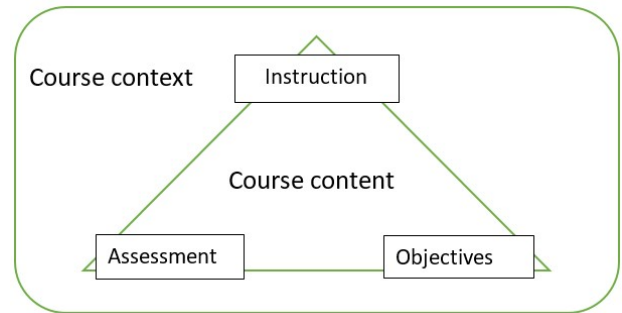 Course context
Instruction
Course content
Assessment
Objectives